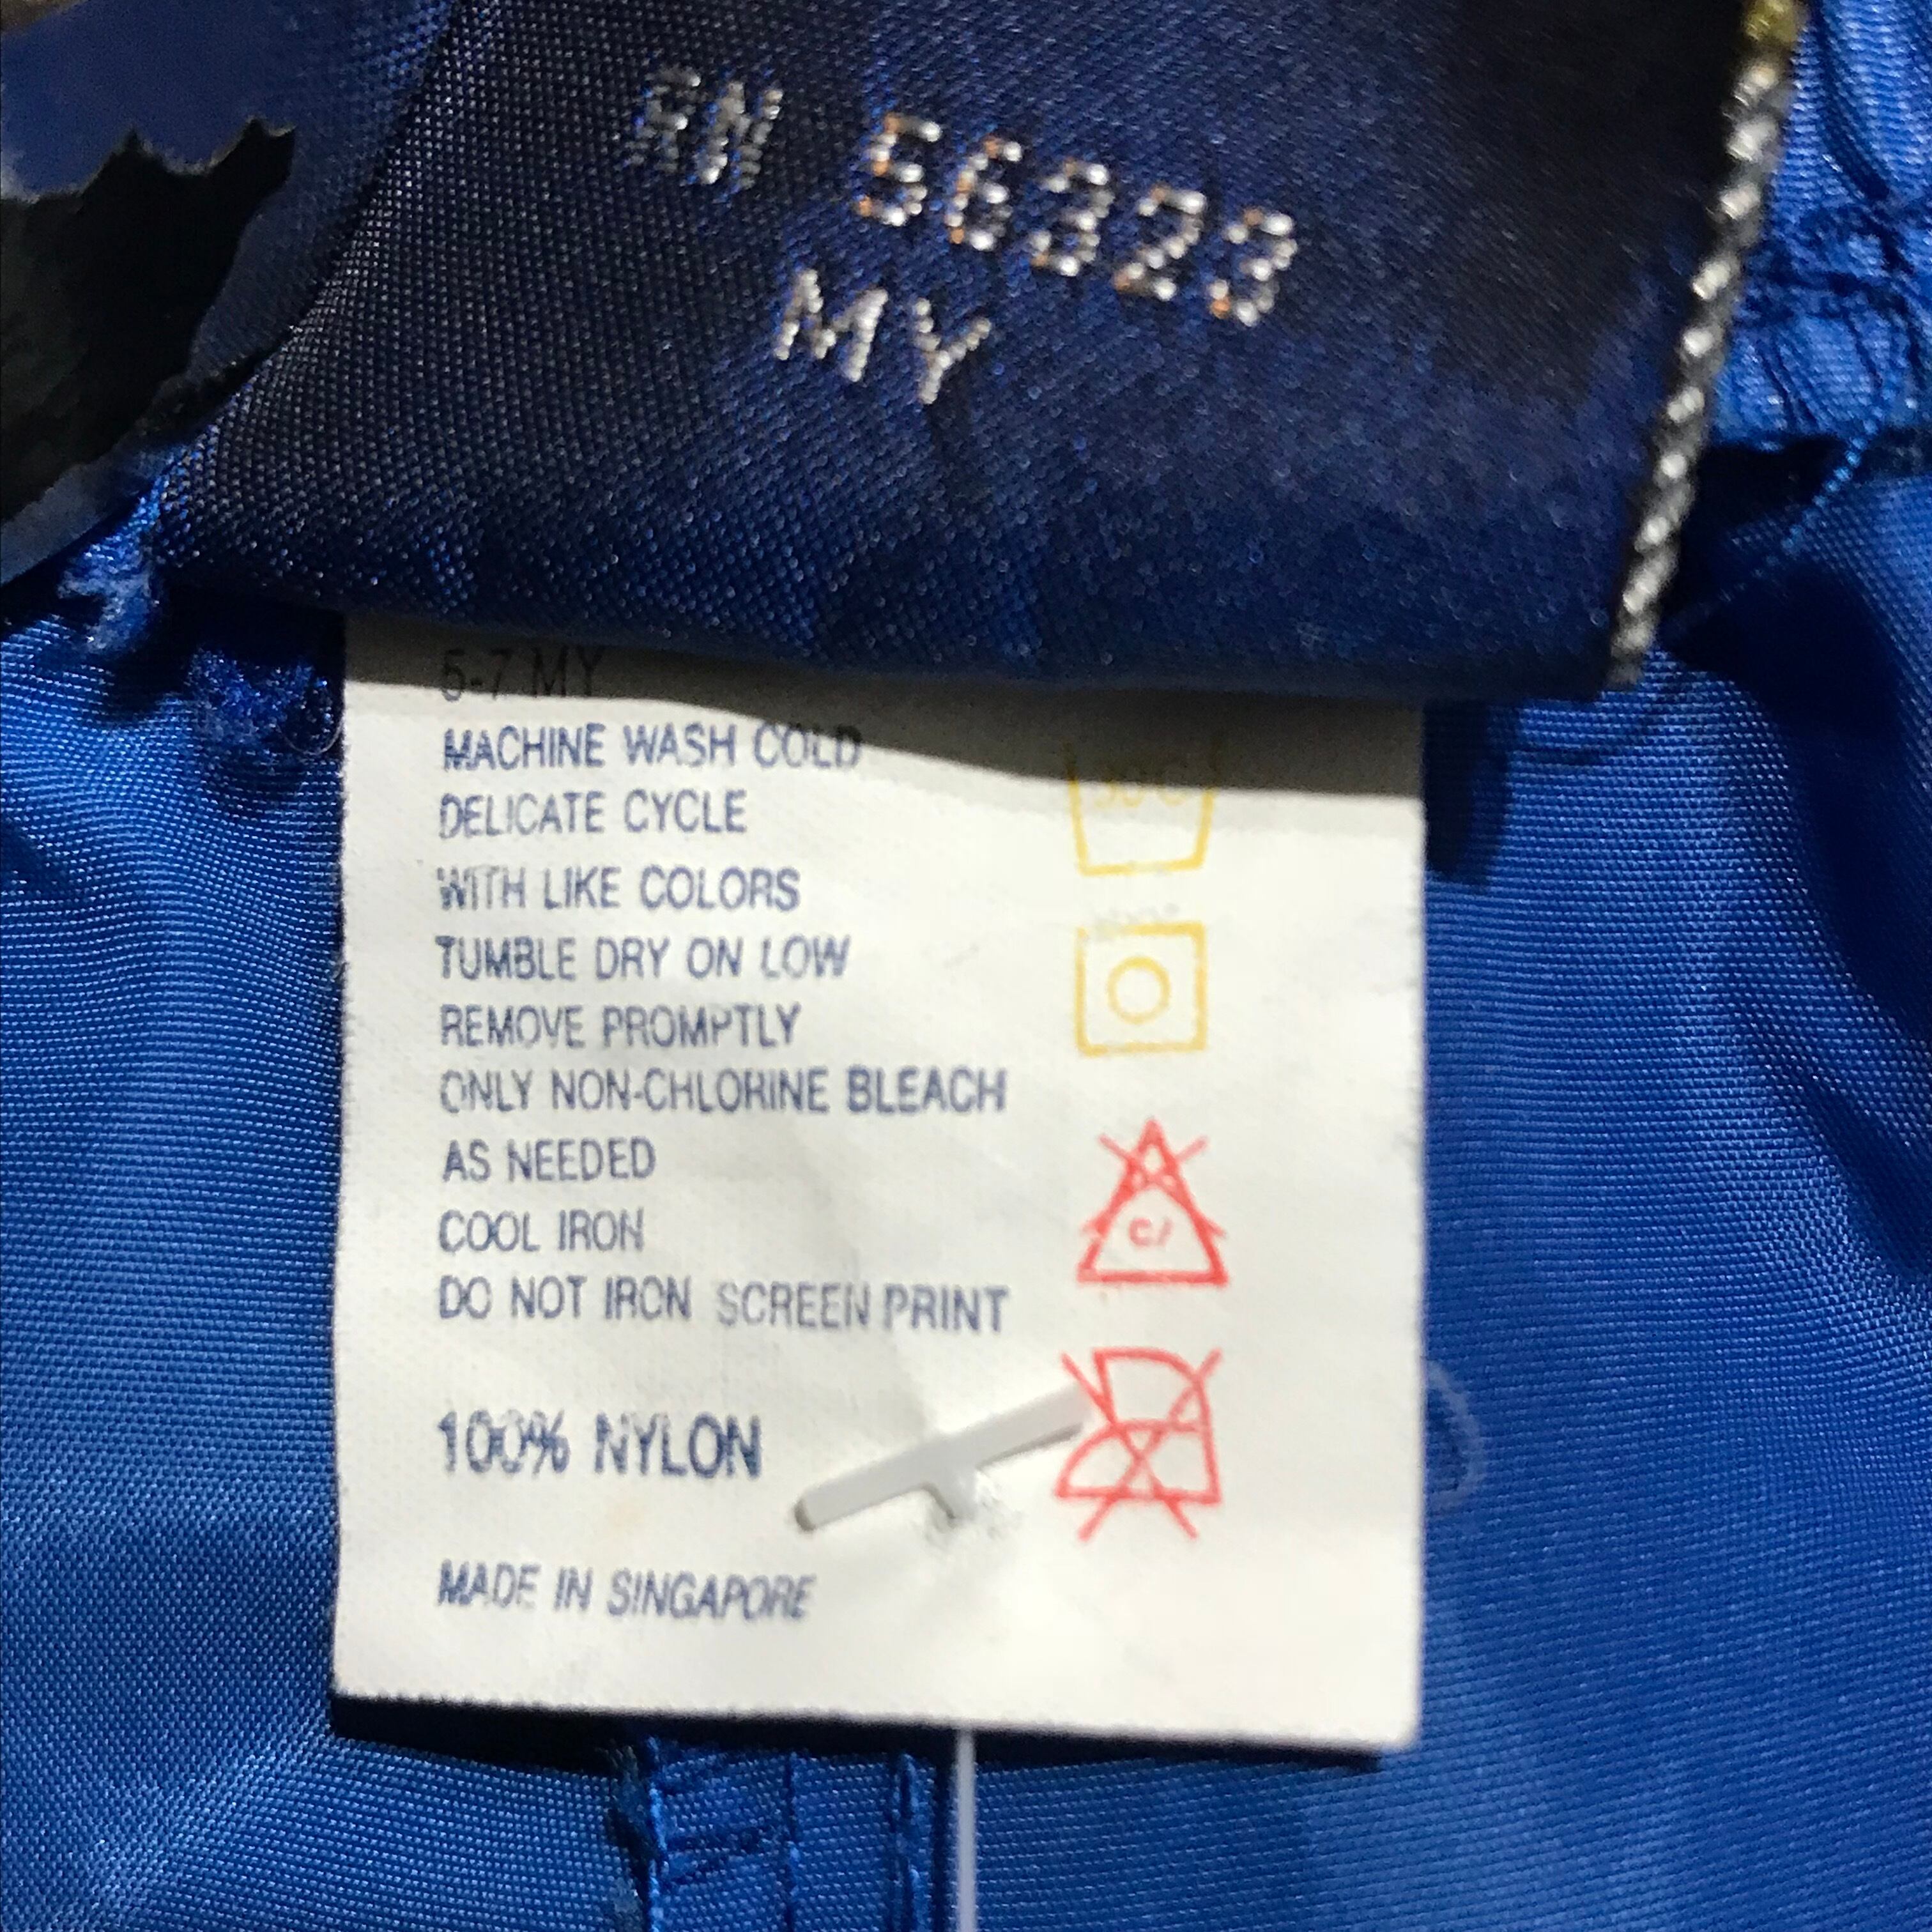 RN 56323
MY
5-7 MY
MACHINE WASH COLD
DELICATE CYCLE
WITH LIKE COLORS
TUMBLE DRY ON LOW
REMOVE PROMPTLY
ONLY NON-CHLORINE BLEACH
AS NEEDED
COOL IRON
DO NOT IRON SCREEN PRINT
100% NYLON
MADE IN SINGAPORE
30C
Cl